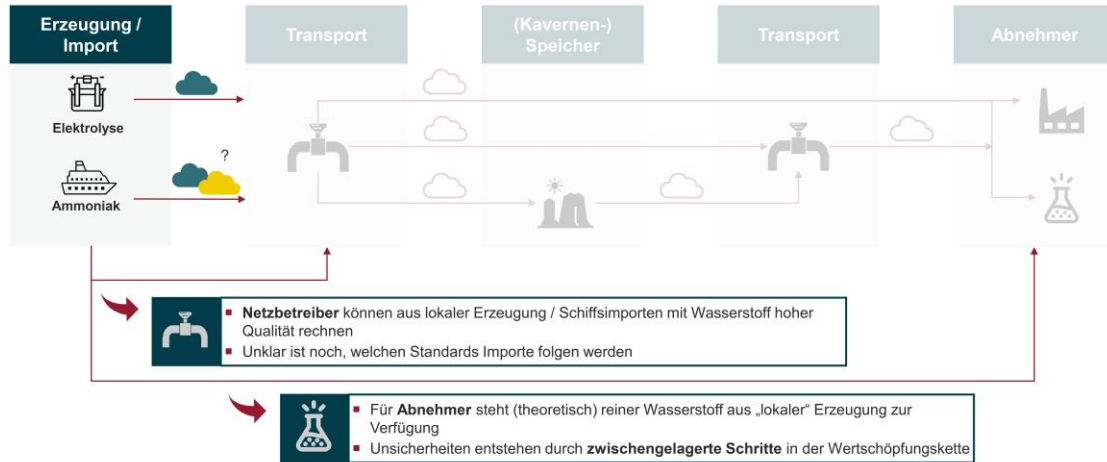 Erzeugung /
Import
Transport
(Kavernen-)
Speicher
Transport
Abnehmer
Elektrolyse
?
Ammoniak
▪ Netzbetreiber können aus lokaler Erzeugung / Schiffsimporten mit Wasserstoff hoher
Qualität rechnen
▪ Unklar ist noch, welchen Standards Importe folgen werden
▪ Für Abnehmer steht (theoretisch) reiner Wasserstoff aus „lokaler“ Erzeugung zur
Verfügung
▪ Unsicherheiten entstehen durch zwischengelagerte Schritte in der Wertschöpfungskette